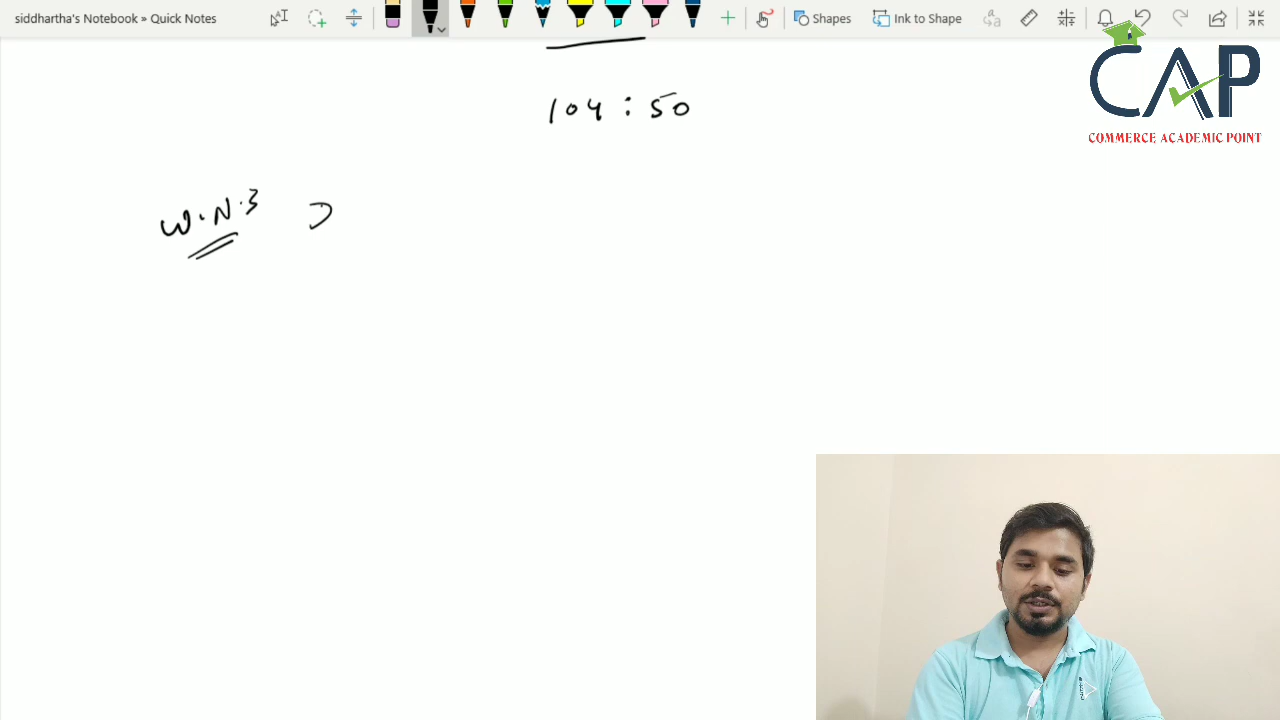 siddhartha's Notebook » Quick Notes
Shapes
Ink to Shape
CAP
COMMERCE ACADEMIC POINT
104 : 50
W.N.3